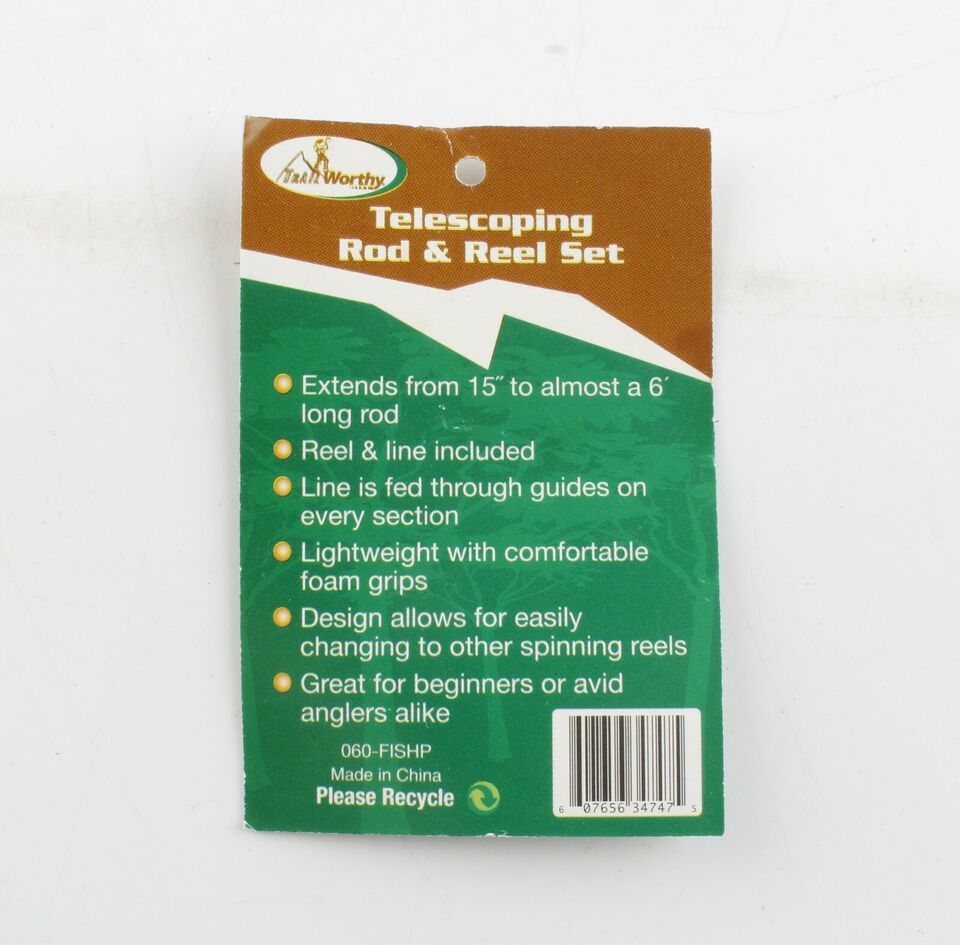 TRAIL Worthy
Telescoping
Rod & Reel Set
Extends from 15″ to almost a 6′
long rod
Reel & line included
Line is fed through guides on
every section
Lightweight with comfortable
foam grips
Design allows for easily
changing to other spinning reels
Great for beginners or avid
anglers alike
060-FISHP
Made in China
Please Recycle
6 07656 34747 5